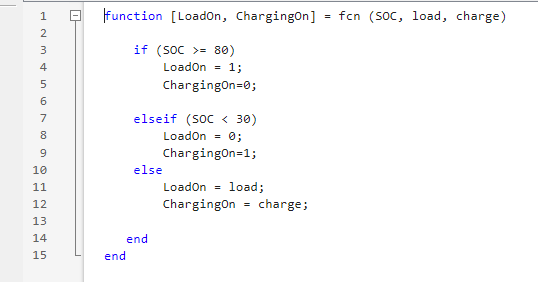 1 function [LoadOn, ChargingOn] = fcn (SOC, load, charge)
2
3 if (SOC >= 80)
4 LoadOn = 1;
5 ChargingOn=0;
6
7 elseif (SOC < 30)
8 LoadOn = 0;
9 ChargingOn=1;
10 else
11 LoadOn = load;
12 ChargingOn = charge;
13
14 end
15 end